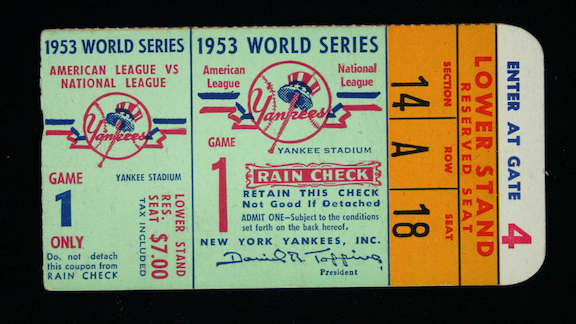 1953 WORLD SERIES
AMERICAN LEAGUE VS
NATIONAL LEAGUE
Yankees
YANKEE STADIUM
GAME
1
ONLY
Do. not detach
this coupon from
RAIN CHECK
LOWER STAND
RES. SEAT $7.00
TAX INCLUDED
1953 WORLD SERIES
American League
National League
Yankees
YANKEE STADIUM
GAME
1
RAIN CHECK
RETAIN THIS CHECK
Not Good if Detached
ADMIT ONE—Subject to the conditions
set forth on the back hereof.
NEW YORK YANKEES, INC.
Daniel R Topping
President
SECTION
14
ROW
A
SEAT
18
LOWER STAND
RESERVED SEAT
ENTER AT GATE
4